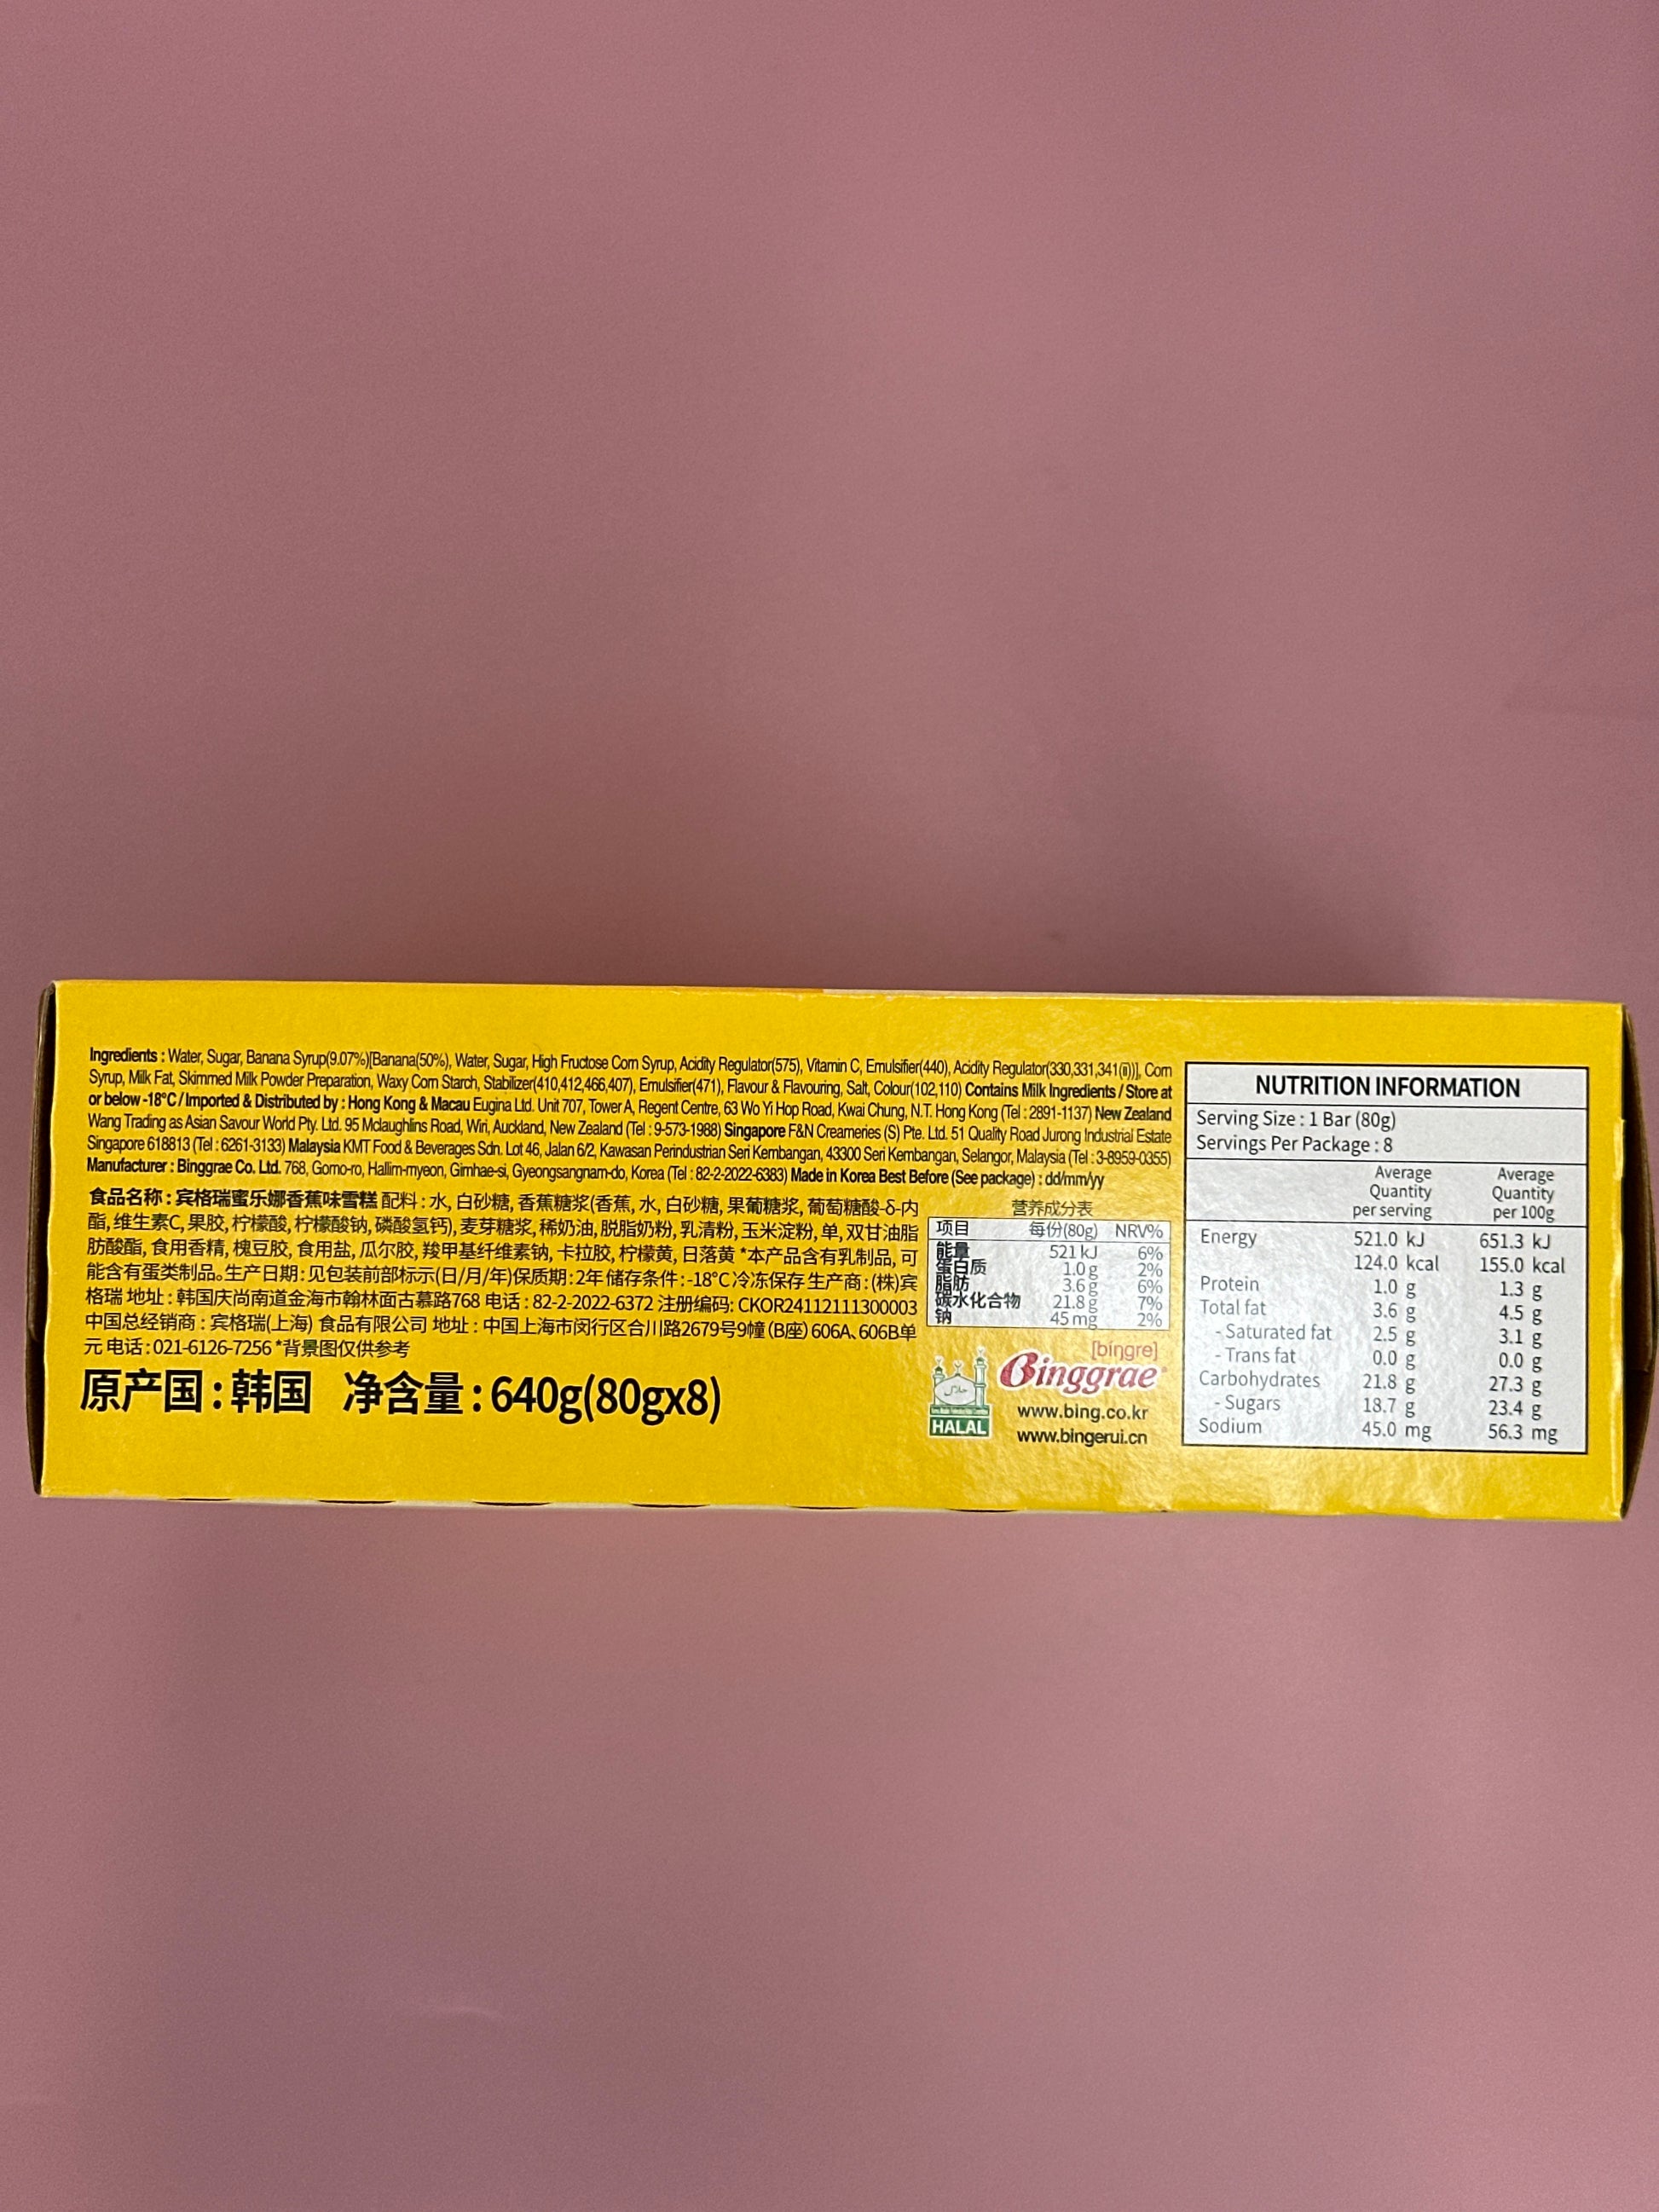 Ingredients : Water, Sugar, Banana Syrup(9.07%)[Banana(50%), Water, Sugar, High Fructose Corn Syrup, Acidity Regulator(575), Vitamin C, Emulsifier(440), Acidity Regulator(330,331,341(ii))], Corn
Syrup, Milk Fat, Skimmed Milk Powder Preparation, Waxy Corn Starch, Stabilizer(410,412,466,407), Emulsifier(471), Flavour & Flavouring, Salt, Colour(102,110) Contains Milk Ingredients / Store at
or below -18°C / Imported & Distributed by : Hong Kong & Macau Eugina Ltd. Unit 707, Tower A, Regent Centre, 63 Wo Yi Hop Road, Kwai Chung, N.T. Hong Kong (Tel : 2891-1137) New Zealand
Wang Trading as Asian Savour World Pty. Ltd. 95 Mclaughlins Road, Wiri, Auckland, New Zealand (Tel : 9-573-1988) Singapore F&N Creameries (S) Pte. Ltd. 51 Quality Road Jurong Industrial Estate
Singapore 618813 (Tel : 6261-3133) Malaysia KMT Food & Beverages Sdn. Lot 46, Jalan 6/2, Kawasan Perindustrian Seri Kembangan, 43300 Seri Kembangan, Selangor, Malaysia (Tel : 3-8959-0355)
Manufacturer : Binggrae Co. Ltd. 768, Gomo-ro, Hallim-myeon, Gimhae-si, Gyeongsangnam-do, Korea (Tel : 82-2-2022-6383) Made in Korea Best Before (See package) : dd/mm/yy
食品名称 : 宾格瑞蜜乐娜香蕉味雪糕 配料 : 水, 白砂糖, 香蕉糖浆(香蕉, 水, 白砂糖, 果葡糖浆, 葡萄糖酸-δ-内
酯, 维生素C, 果胶, 柠檬酸, 柠檬酸钠, 磷酸氢钙), 麦芽糖浆, 稀奶油, 脱脂奶粉, 乳清粉, 玉米淀粉, 单, 双甘油脂
肪酸酯, 食用香精, 槐豆胶, 食用盐, 瓜尔胶, 羧甲基纤维素钠, 卡拉胶, 柠檬黄, 日落黄 *本产品含有乳制品, 可
能含有蛋类制品。生产日期 : 见包装前部标示(日/月/年)保质期 : 2年 储存条件 : -18°C 冷冻保存 生产商 : (株)宾
格瑞 地址 : 韩国庆尚南道金海市翰林面古慕路768 电话 : 82-2-2022-6372 注册编码: CKOR24112111300003
中国总经销商 : 宾格瑞(上海) 食品有限公司 地址 : 中国上海市闵行区合川路2679号9幢 (B座) 606A、606B单
元 电话 : 021-6126-7256 *背景图仅供参考
原产国 : 韩国 净含量 : 640g(80gx8)
营养成分表
项目 每份(80g) NRV%
能量 521 kJ 6%
蛋白质 1.0 g 2%
脂肪 3.6 g 6%
碳水化合物 21.8 g 7%
钠 45 mg 2%
حلال
HALAL
[bingre]
Binggrae
www.bing.co.kr
www.bingerui.cn
NUTRITION INFORMATION
Serving Size : 1 Bar (80g)
Servings Per Package : 8
Average Quantity per serving
Average Quantity per 100g
Energy 521.0 kJ 651.3 kJ
124.0 kcal 155.0 kcal
Protein 1.0 g 1.3 g
Total fat 3.6 g 4.5 g
- Saturated fat 2.5 g 3.1 g
- Trans fat 0.0 g 0.0 g
Carbohydrates 21.8 g 27.3 g
- Sugars 18.7 g 23.4 g
Sodium 45.0 mg 56.3 mg